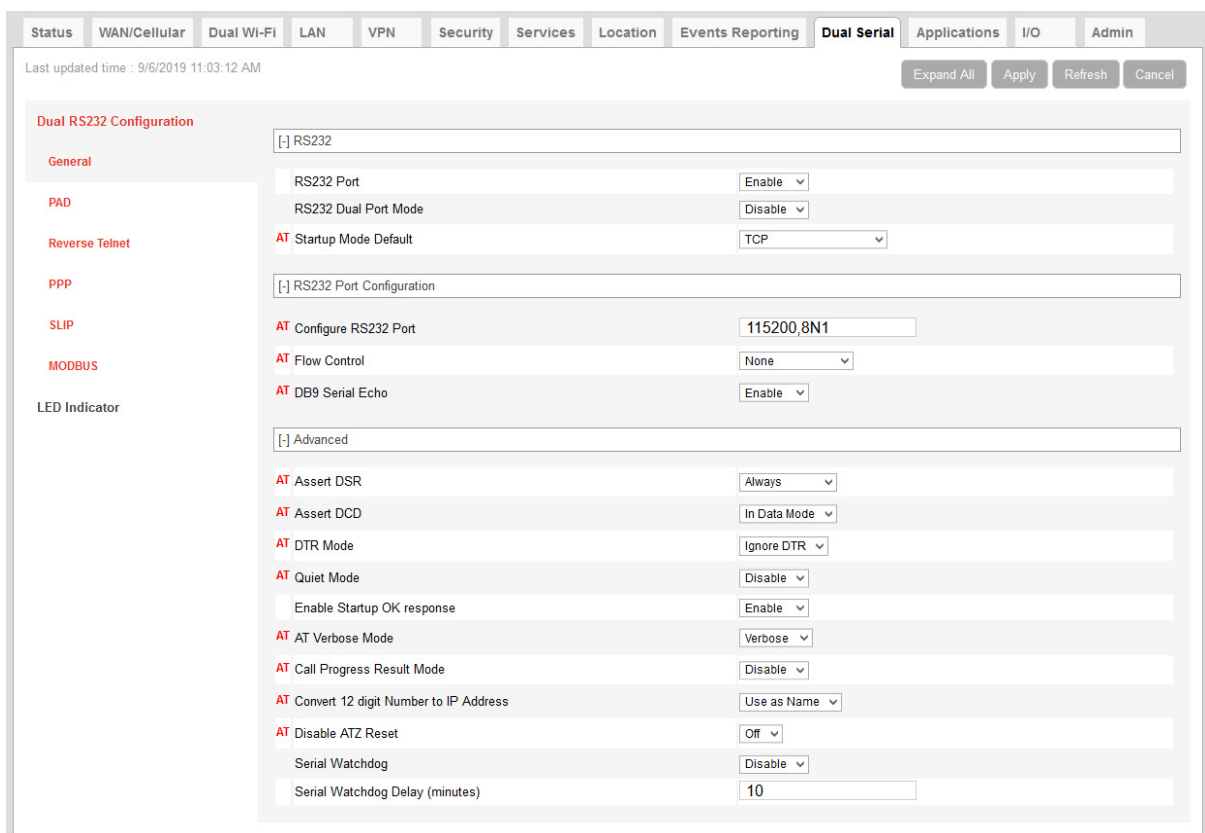 Status WAN/Cellular Dual Wi-Fi LAN VPN Security Services Location Events Reporting Dual Serial Applications I/O Admin
Last updated time : 9/6/2019 11:03:12 AM
Expand All Apply Refresh Cancel
Dual RS232 Configuration
General
PAD
Reverse Telnet
PPP
SLIP
MODBUS
LED Indicator
[-] RS232
RS232 Port Enable
RS232 Dual Port Mode Disable
AT Startup Mode Default TCP
[-] RS232 Port Configuration
AT Configure RS232 Port 115200,8N1
AT Flow Control None
AT DB9 Serial Echo Enable
[-] Advanced
AT Assert DSR Always
AT Assert DCD In Data Mode
AT DTR Mode Ignore DTR
AT Quiet Mode Disable
Enable Startup OK response Enable
AT AT Verbose Mode Verbose
AT Call Progress Result Mode Disable
AT Convert 12 digit Number to IP Address Use as Name
AT Disable ATZ Reset Off
Serial Watchdog Disable
Serial Watchdog Delay (minutes) 10